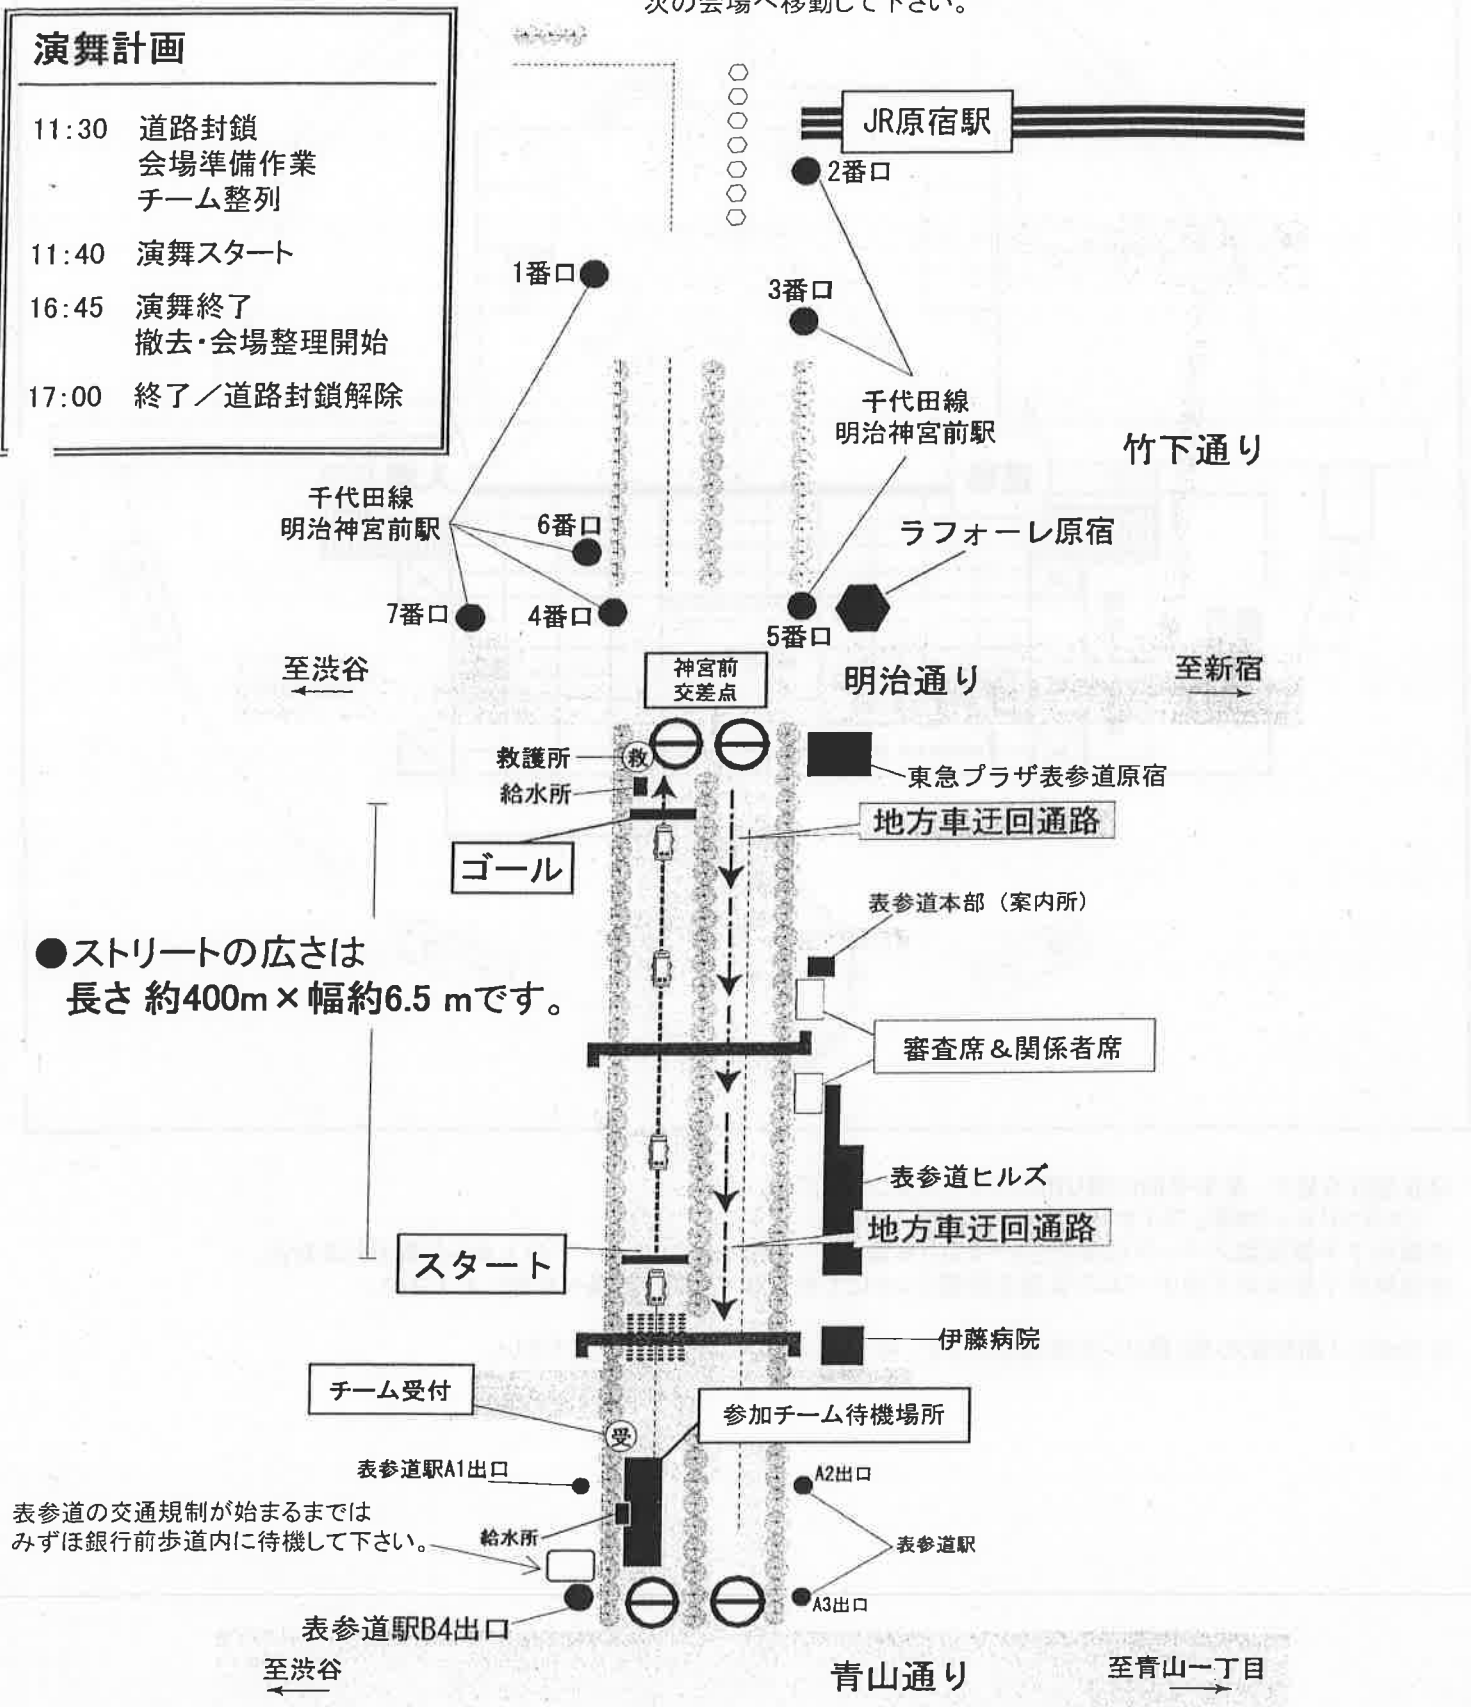 次の会場へ移動して下さい。
演舞計画
11:30 道路封鎖
会場準備作業
チーム整列
11:40 演舞スタート
16:45 演舞終了
撤去・会場整理開始
17:00 終了／道路封鎖解除
JR原宿駅
2番口
1番口
3番口
千代田線
明治神宮前駅
竹下通り
千代田線
明治神宮前駅
6番口
ラフォーレ原宿
7番口
4番口
5番口
至渋谷
神宮前
交差点
明治通り
至新宿
救護所
救
給水所
東急プラザ表参道原宿
地方車迂回通路
ゴール
表参道本部（案内所）
●ストリートの広さは
長さ 約400m×幅約6.5 mです。
審査席＆関係者席
表参道ヒルズ
地方車迂回通路
スタート
伊藤病院
チーム受付
参加チーム待機場所
受
表参道駅A1出口
A2出口
表参道の交通規制が始まるまでは
みずほ銀行前歩道内に待機して下さい。
給水所
表参道駅
A3出口
表参道駅B4出口
至渋谷
青山通り
至青山一丁目